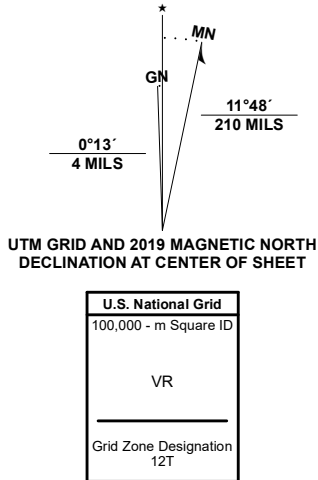 ★
MN
GN
11°48´
210 MILS
0°13´
4 MILS
UTM GRID AND 2019 MAGNETIC NORTH
DECLINATION AT CENTER OF SHEET
U.S. National Grid
100,000 - m Square ID
VR
Grid Zone Designation
12T